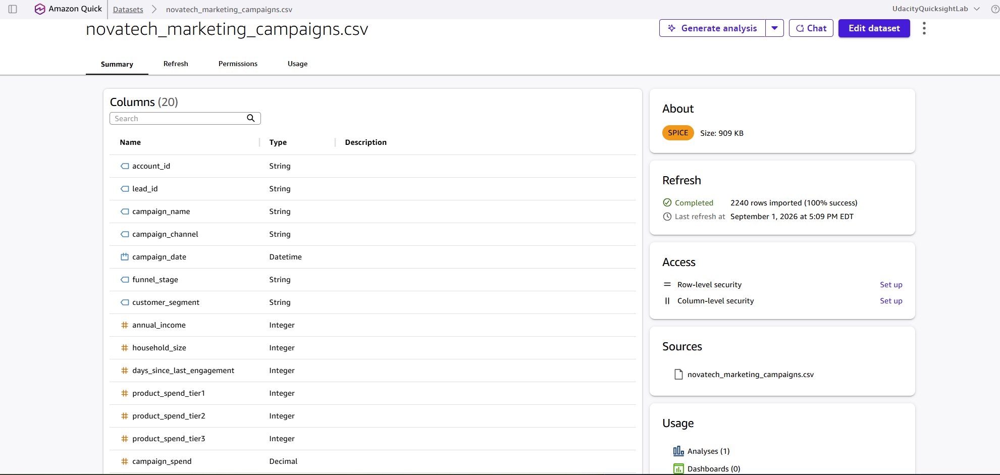 Amazon Quick Datasets novatech_marketing_campaigns.csv UdacityQuicksightLab ?
novatech_marketing_campaigns.csv
Generate analysis Chat Edit dataset
Summary Refresh Permissions Usage
Columns (20)
Search
Name Type Description
account_id String
lead_id String
campaign_name String
campaign_channel String
campaign_date Datetime
funnel_stage String
customer_segment String
annual_income Integer
household_size Integer
days_since_last_engagement Integer
product_spend_tier1 Integer
product_spend_tier2 Integer
product_spend_tier3 Integer
campaign_spend Decimal
About
SPICE Size: 909 KB
Refresh
Completed 2240 rows imported (100% success)
Last refresh at September 1, 2026 at 5:09 PM EDT
Access
Row-level security Set up
Column-level security Set up
Sources
novatech_marketing_campaigns.csv
Usage
Analyses (1)
Dashboards (0)